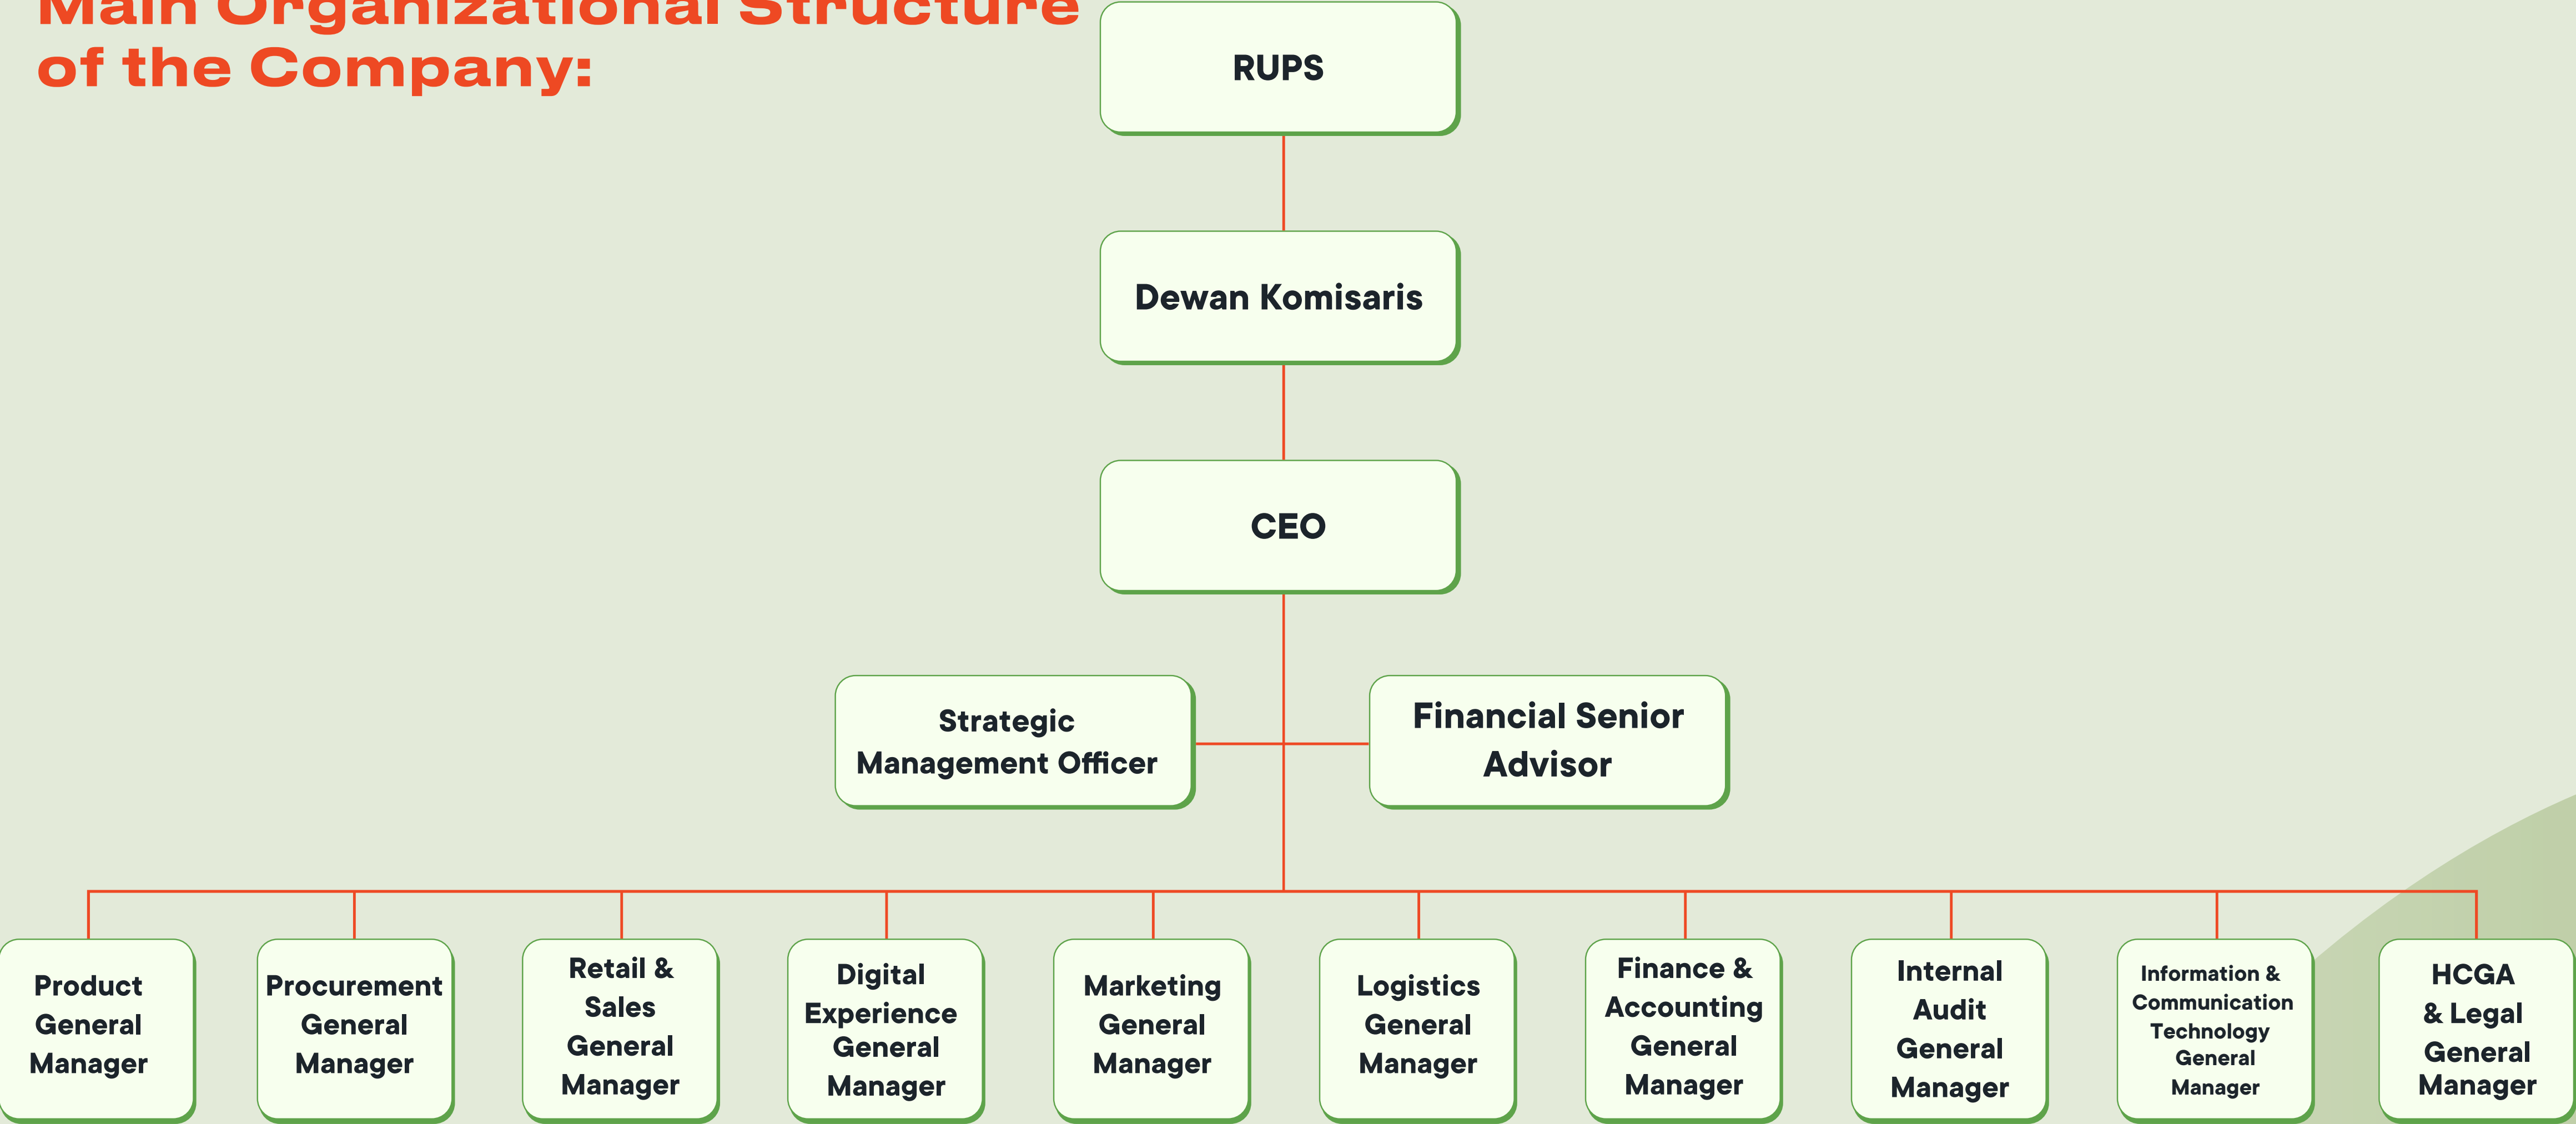 Main Organizational Structure
of the Company:
RUPS
Dewan Komisaris
CEO
Strategic
Management Officer
Financial Senior
Advisor
Product
General
Manager
Procurement
General
Manager
Retail &
Sales
General
Manager
Digital
Experience
General
Manager
Marketing
General
Manager
Logistics
General
Manager
Finance &
Accounting
General
Manager
Internal
Audit
General
Manager
Information &
Communication
Technology
General
Manager
HCGA
& Legal
General
Manager